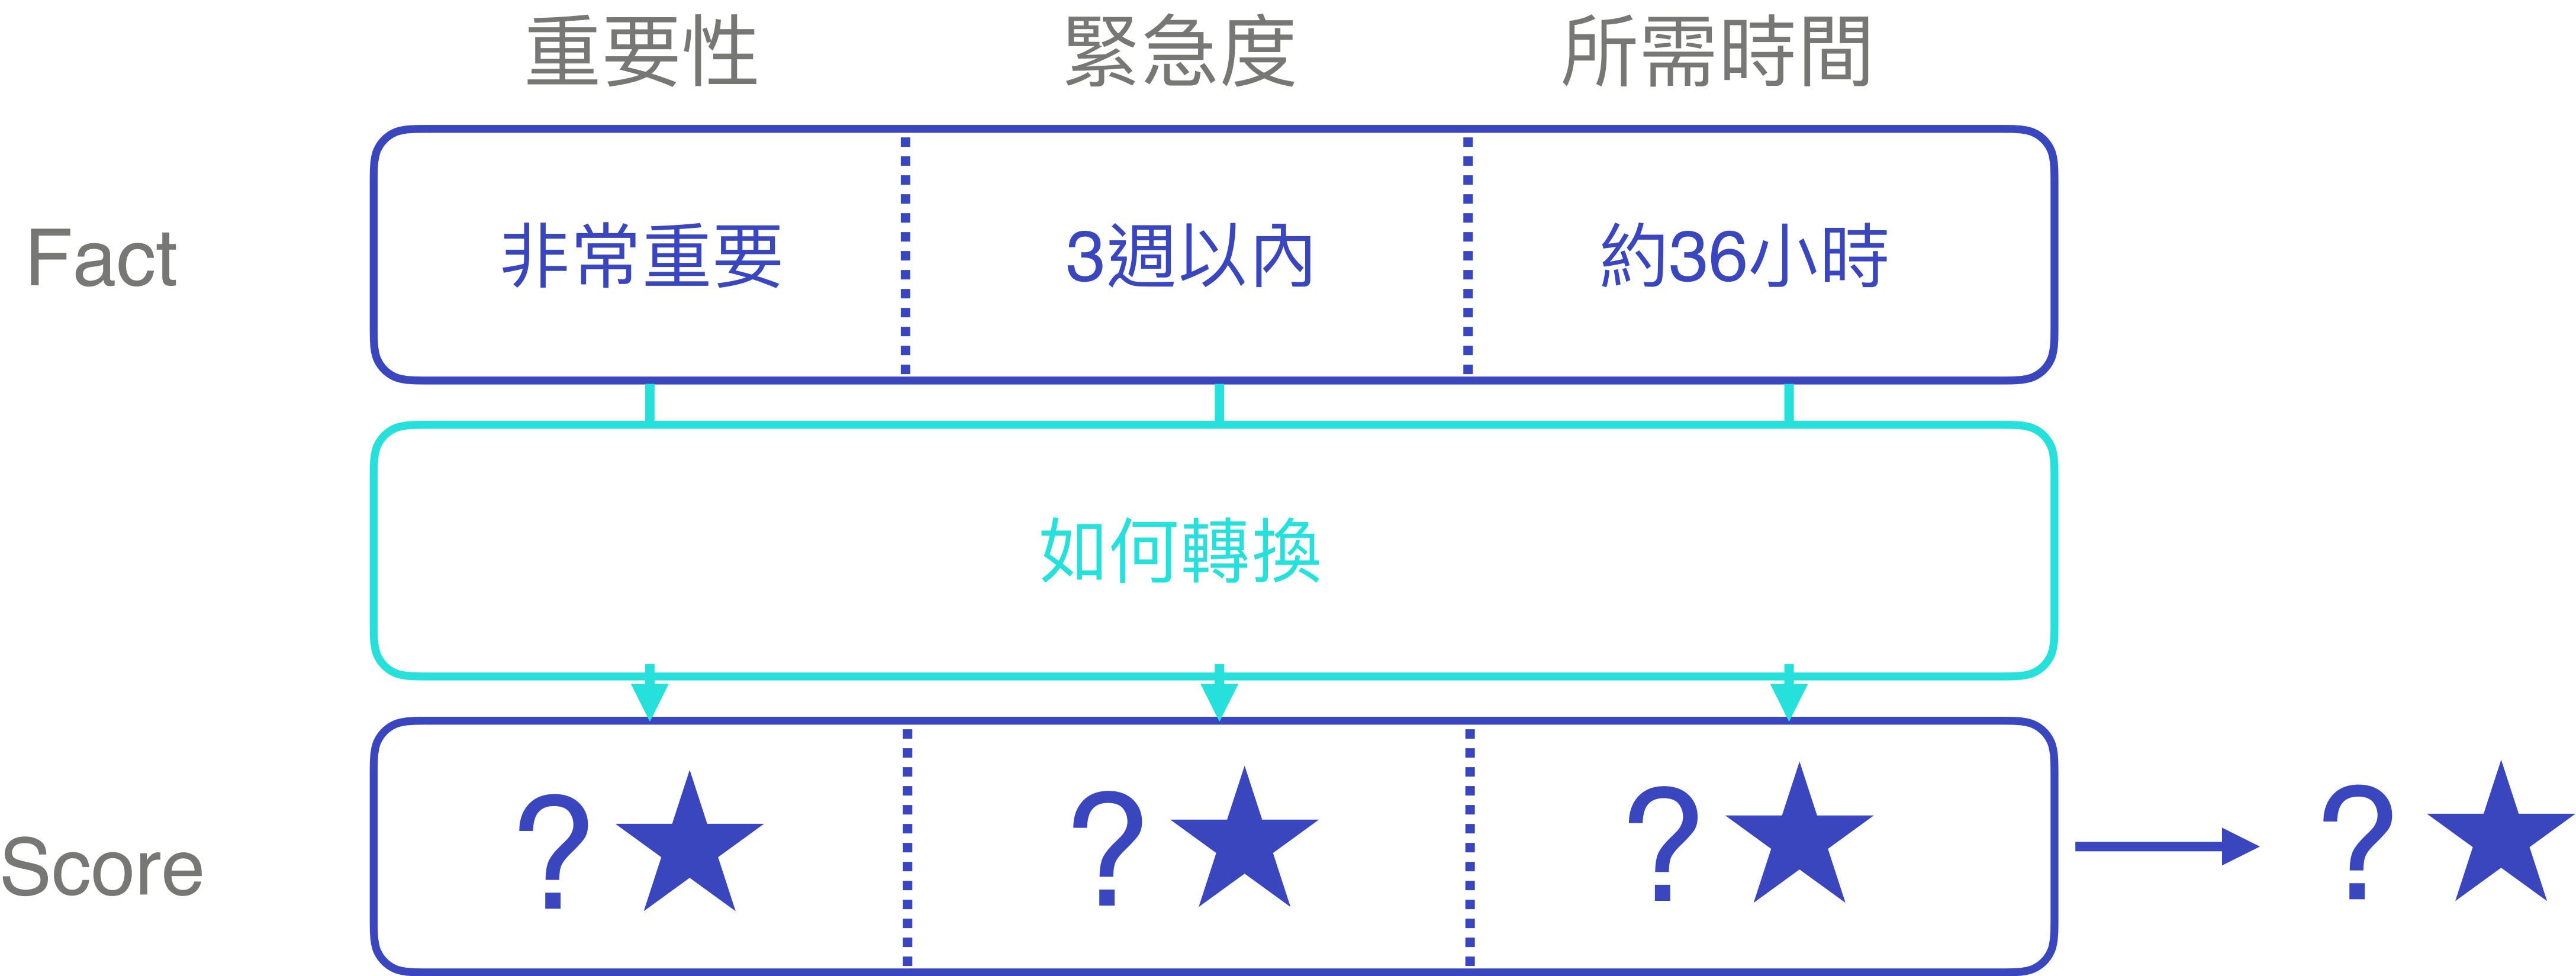 重要性 緊急度 所需時間
Fact 非常重要 3週以內 約36小時
如何轉換
Score ? ★ ? ★ ? ★ ? ★